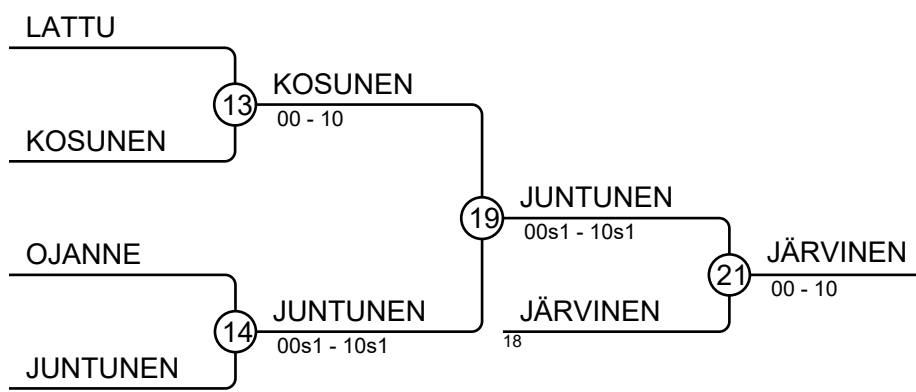 LATTU
13
KOSUNEN
00 - 10
KOSUNEN
19
JUNTUNEN
00s1 - 10s1
OJANNE
21
JÄRVINEN
00 - 10
14
JUNTUNEN
00s1 - 10s1
JÄRVINEN
18
JUNTUNEN